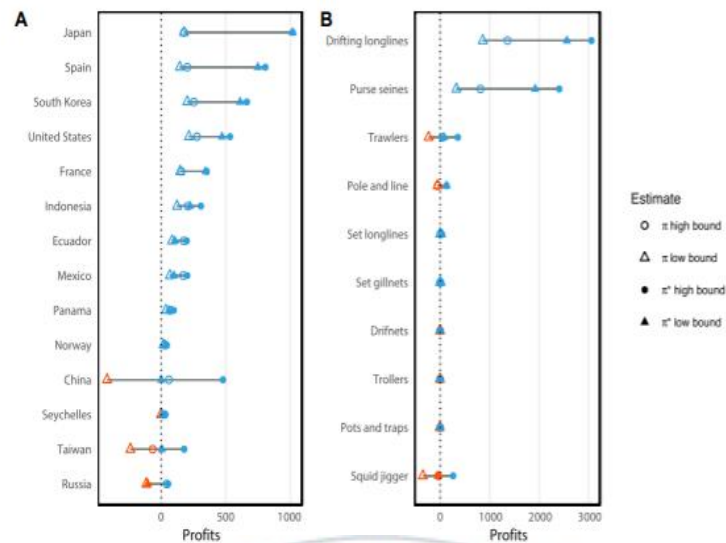 A
Japan
Spain
South Korea
United States
France
Indonesia
Ecuador
Mexico
Panama
Norway
China
Seychelles
Taiwan
Russia
0 500 1000
Profits
B
Drifting longlines
Purse seines
Trawlers
Pole and line
Set longlines
Set gillnets
Drifnets
Trollers
Pots and traps
Squid jigger
0 1000 2000 3000
Profits
Estimate
π high bound
π low bound
π* high bound
π* low bound